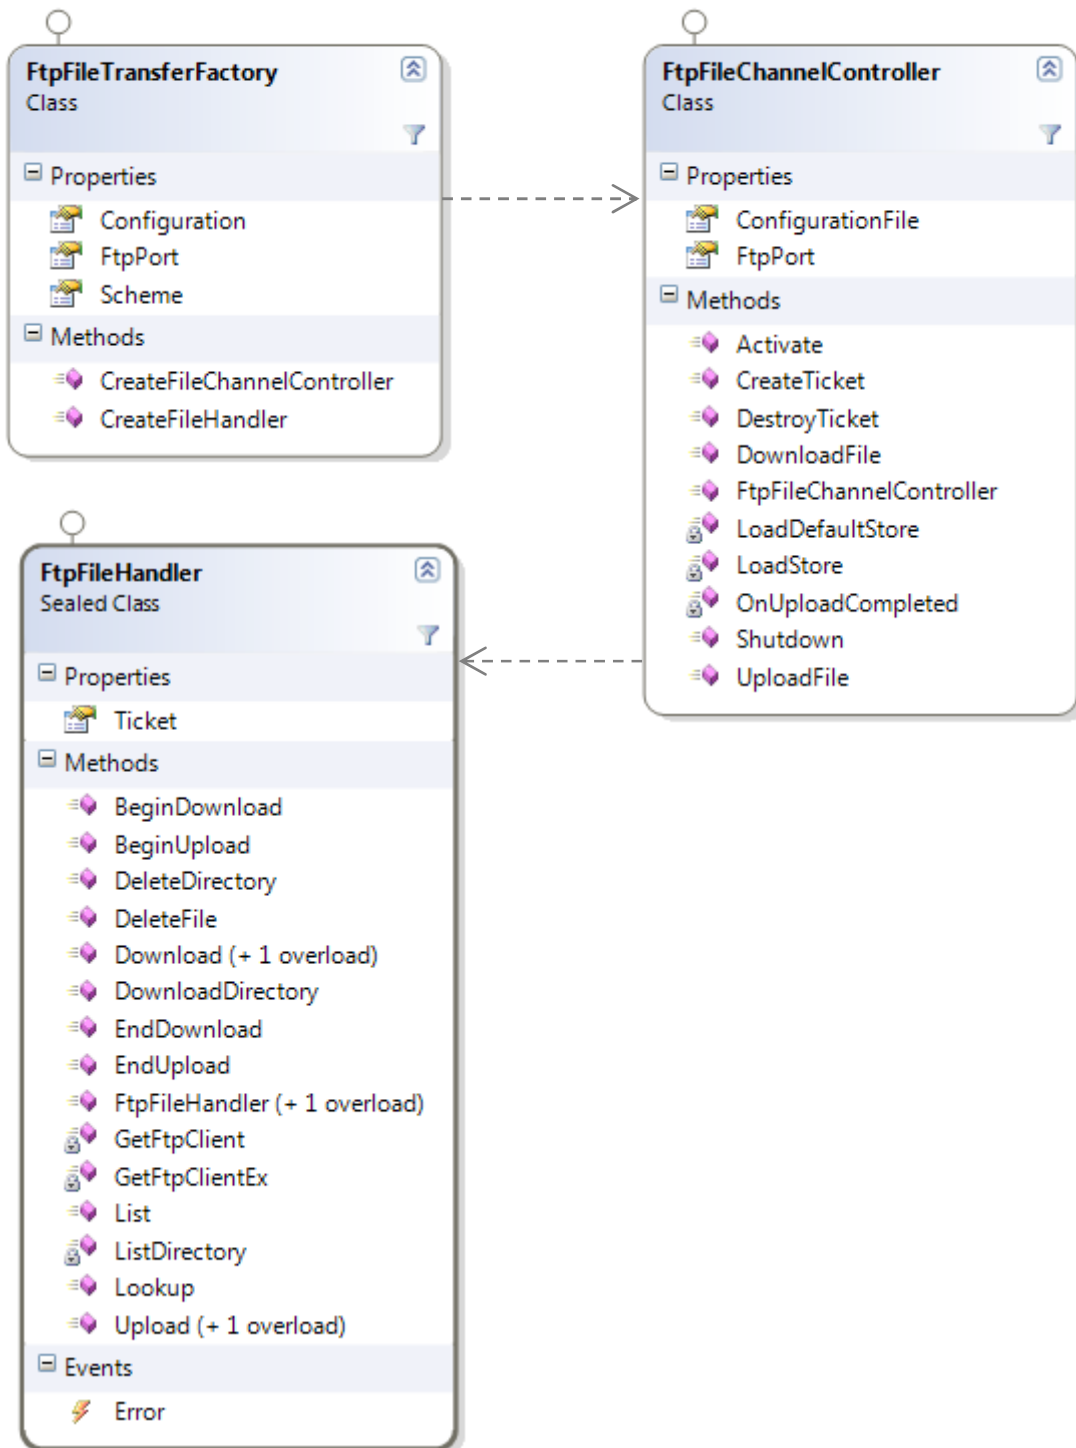 FtpFileTransferFactory
Class
Properties
Configuration
FtpPort
Scheme
Methods
CreateFileChannelController
CreateFileHandler
FtpFileChannelController
Class
Properties
ConfigurationFile
FtpPort
Methods
Activate
CreateTicket
DestroyTicket
DownloadFile
FtpFileChannelController
LoadDefaultStore
LoadStore
OnUploadCompleted
Shutdown
UploadFile
FtpFileHandler
Sealed Class
Properties
Ticket
Methods
BeginDownload
BeginUpload
DeleteDirectory
DeleteFile
Download (+ 1 overload)
DownloadDirectory
EndDownload
EndUpload
FtpFileHandler (+ 1 overload)
GetFtpClient
GetFtpClientEx
List
ListDirectory
Lookup
Upload (+ 1 overload)
Events
Error